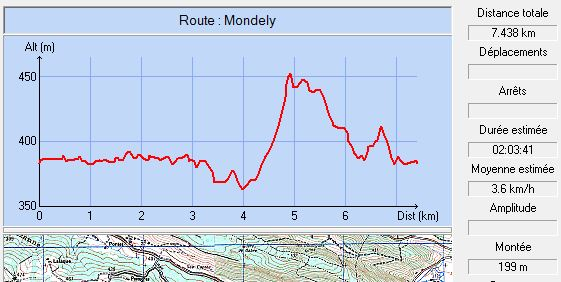 Route : Mondely
Alt (m)
450
400
350
0 1 2 3 4 5 6 Dist (km)
Distance totale
7.438 km
Déplacements
Arrêts
Durée estimée
02:03:41
Moyenne estimée
3.6 km/h
Amplitude
Montée
199 m